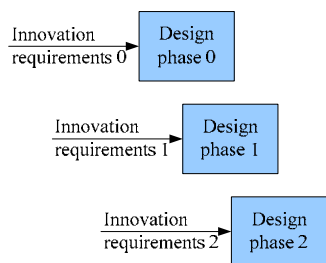 Innovation
requirements 0
Design
phase 0
Innovation
requirements 1
Design
phase 1
Innovation
requirements 2
Design
phase 2